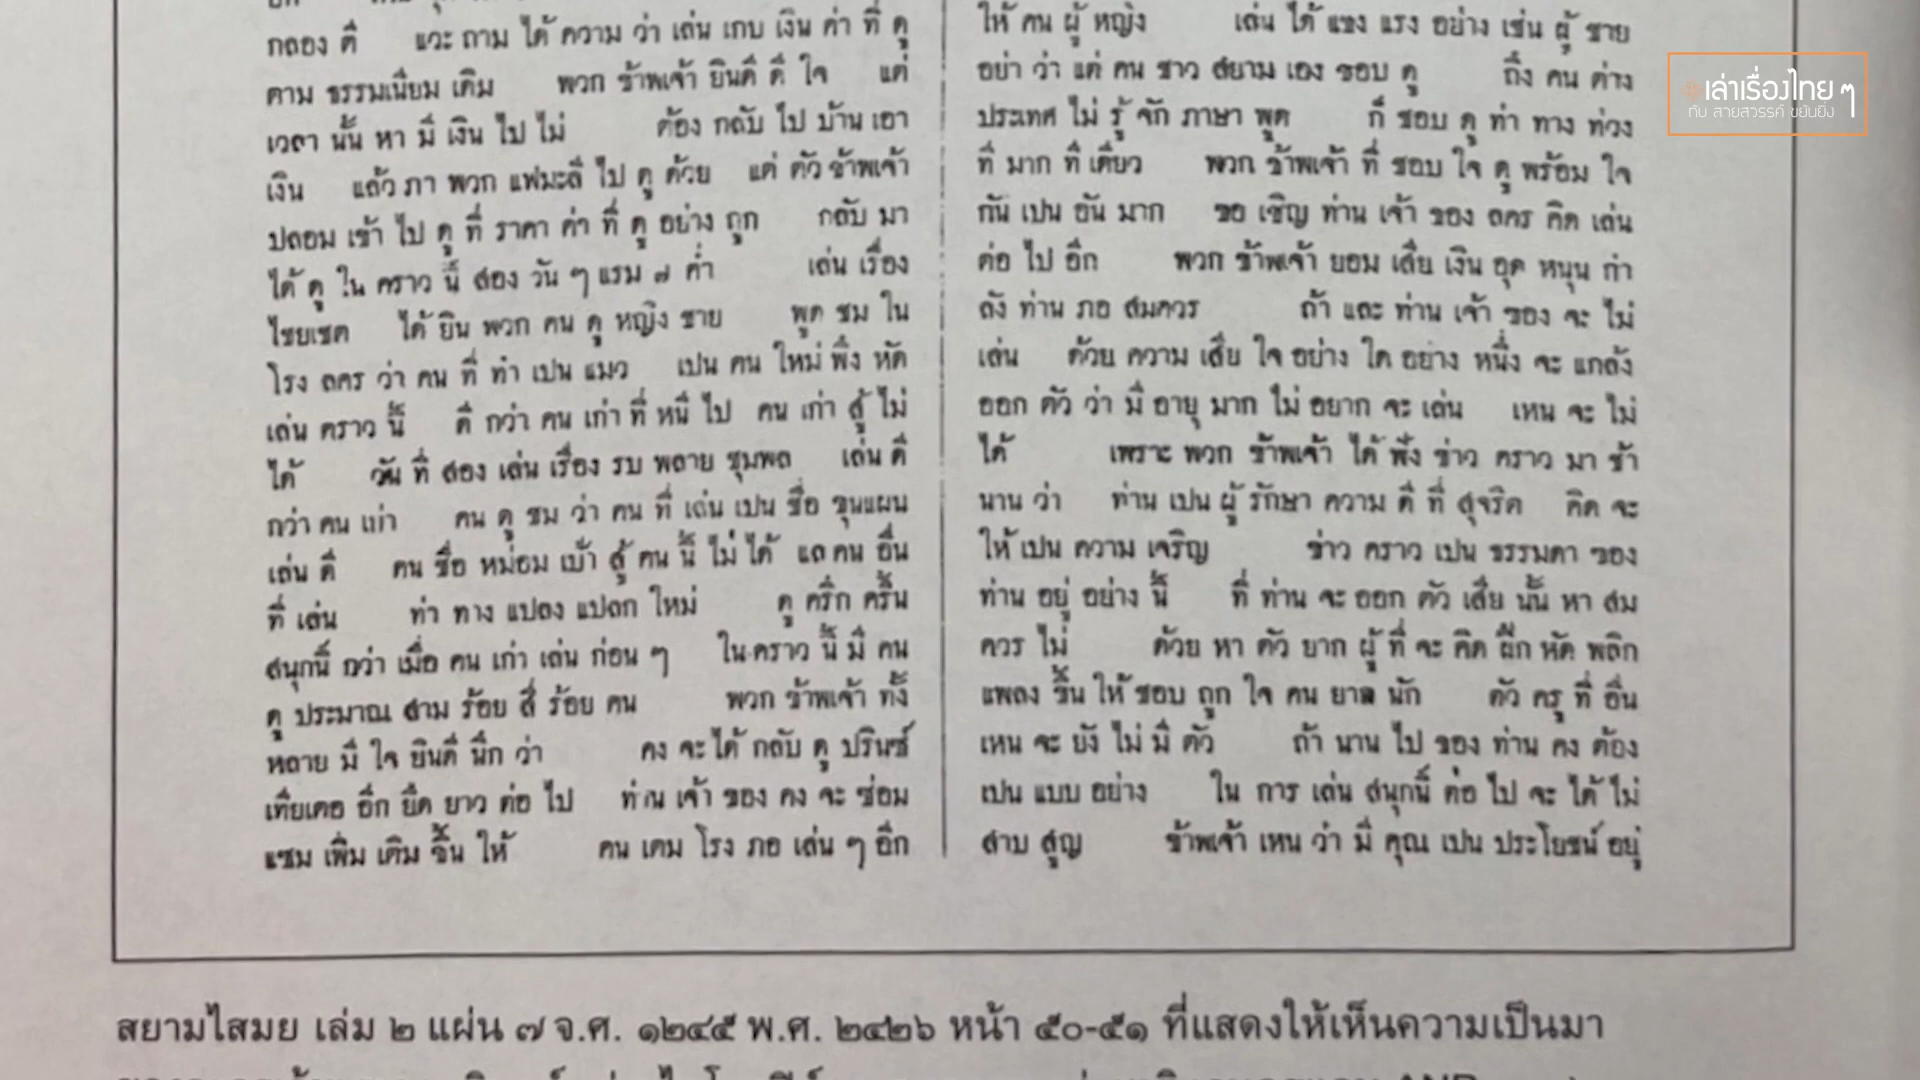 กลอง ดี แวะ ถาม ได้ ความ ว่า เล่น เกบ เงิน ค่า ที่ ดู
ตาม ธรรมเนียม เดิม พวก ข้าพเจ้า ยินดี ดี ใจ แต่
เวลา นั้น หา มี เงิน ไป ไม่ ต้อง กลับ ไป บ้าน เอา
เงิน แล้ว ภา พวก แฟมะลี ไป ดู ด้วย แต่ ตัว ข้าพเจ้า
ปลอม เข้า ไป ดู ที่ ราคา ค่า ที่ ดู อย่าง ถูก กลับ มา
ได้ ดู ใน คราว นี้ สอง วัน ๆ แรม ๗ ค่ำ เล่น เรื่อง
ไชยเชต ได้ ยิน พวก คน ดู หญิง ชาย พูด ชม ใน
โรง ลคร ว่า คน ที่ ทำ เปน แมว เปน คน ใหม่ พึ่ง หัด
เล่น คราว นี้ ดี กว่า คน เก่า ที่ หนี ไป คน เก่า สู้ ไม่
ได้ วัน ที่ สอง เล่น เรื่อง รบ พลาย ชุมพล เล่น ดี
กว่า คน เก่า คน ดู ชม ว่า คน ที่ เล่น เปน ชื่อ ขุนแผน
เล่น ดี คน ชื่อ หม่อม เบ้า สู้ คน นี้ ไม่ ได้ แล คน อื่น
ที่ เล่น ท่า ทาง แปลง แปลก ใหม่ ดู ครึก ครื้น
สนุกนิ์ กว่า เมื่อ คน เก่า เล่น ก่อน ๆ ใน คราว นี้ มี คน
ดู ประมาณ สาม ร้อย สี่ ร้อย คน พวก ข้าพเจ้า ทั้ง
หลาย มี ใจ ยินดี นึก ว่า คง จะ ได้ กลับ ดู ปรินซ์
เทียเตอ อีก ยืด ยาว ต่อ ไป ท่าน เจ้า ของ คง จะ ซ่อม
แซม เพิ่ม เติม ขึ้น ให้ คน เตม โรง ภอ เล่น ๆ อีก
ให้ คน ผู้ หญิง เล่น ได้ แขง แรง อย่าง เช่น ผู้ ชาย
อย่า ว่า แต่ คน ชาว สยาม เอง ชอบ ดู ถึง คน ต่าง
ประเทศ ไม่ รู้ จัก ภาษา พูด ก็ ชอบ ดู ท่า ทาง ท่วง
ที มาก ที เดียว พวก ข้าพเจ้า ที่ ชอบ ใจ ดู พร้อม ใจ
กัน เปน อัน มาก ขอ เชิญ ท่าน เจ้า ของ ลคร คิด เล่น
ต่อ ไป อีก พวก ข้าพเจ้า ยอม เสีย เงิน อุด หนุน กำ
ลัง ท่าน ภอ สมควร ถ้า และ ท่าน เจ้า ของ จะ ไม่
เล่น ด้วย ความ เสีย ใจ อย่าง ใด อย่าง หนึ่ง จะ แกล้ง
ออก ตัว ว่า มี อายุ มาก ไม่ อยาก จะ เล่น เหน จะ ไม่
ได้ เพราะ พวก ข้าพเจ้า ได้ ฟัง ข่าว คราว มา ช้า
นาน ว่า ท่าน เปน ผู้ รักษา ความ ดี ที่ สุจริต คิด จะ
ให้ เปน ความ เจริญ ข่าว คราว เปน ธรรมดา ของ
ท่าน อยู่ อย่าง นี้ ที่ ท่าน จะ ออก ตัว เสีย นั้น หา สม
ควร ไม่ ด้วย หา ตัว ยาก ผู้ ที่ จะ คิด ฝึก หัด พลิก
แพลง ขึ้น ให้ ชอบ ถูก ใจ คน ยาล นัก ตัว ครู ที่ อื่น
เหน จะ ยัง ไม่ มี ตัว ถ้า นาน ไป ของ ท่าน คง ต้อง
เปน แบบ อย่าง ใน การ เล่น สนุกนิ์ ต่อ ไป จะ ได้ ไม่
สาบ สูญ ข้าพเจ้า เหน ว่า มี คุณ เปน ประโยชน์ อยู่
เล่าเรื่องไทย ๆ
กับ สายสวรรค์ ขยันยิ่ง
สยามไสมย เล่ม ๒ แผ่น ๗ จ.ศ. ๑๒๔๕ พ.ศ. ๒๔๒๖ หน้า ๕๐-๕๑ ที่แสดงให้เห็นความเป็นมา